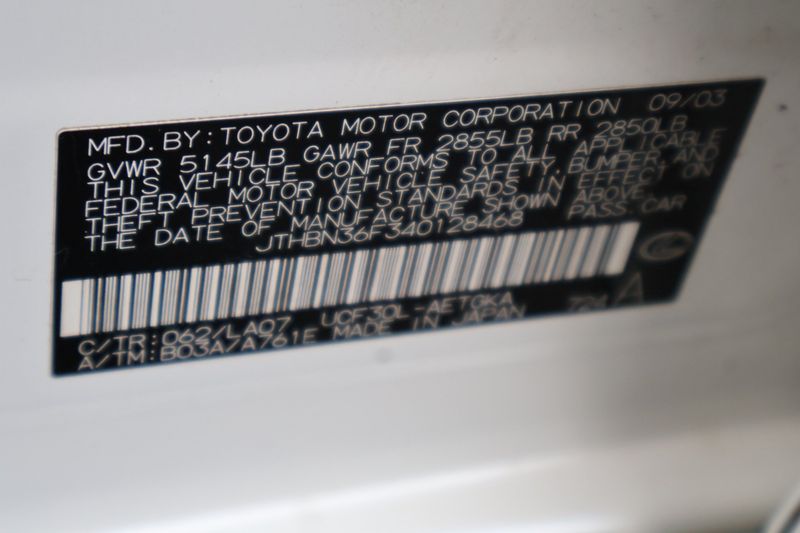 MFD. BY: TOYOTA MOTOR CORPORATION 09/03
GVWR 5145LB GAWR FR 2855LB RR 2850LB
THIS VEHICLE CONFORMS TO ALL APPLICABLE
FEDERAL MOTOR VEHICLE SAFETY, BUMPER, AND
THEFT PREVENTION STANDARDS IN EFFECT ON
THE DATE OF MANUFACTURE SHOWN ABOVE.
JTHBN36F340128468 PASS. CAR
C/TR: 062/LA07 UCF30L-AETGKA
A/TM: B03A/A761E MADE IN JAPAN A